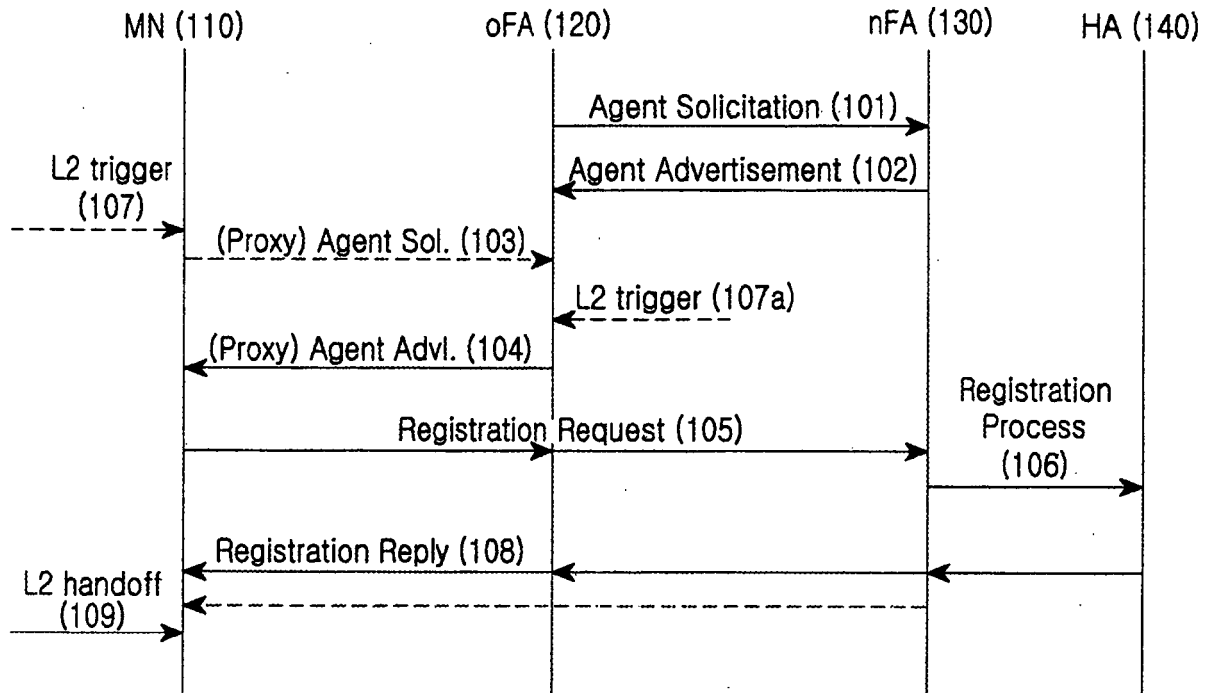 MN (110) oFA (120) nFA (130) HA (140)
Agent Solicitation (101)
L2 trigger
(107)
Agent Advertisement (102)
(Proxy) Agent Sol. (103)
L2 trigger (107a)
(Proxy) Agent Advl. (104)
Registration
Process
(106)
Registration Request (105)
Registration Reply (108)
L2 handoff
(109)